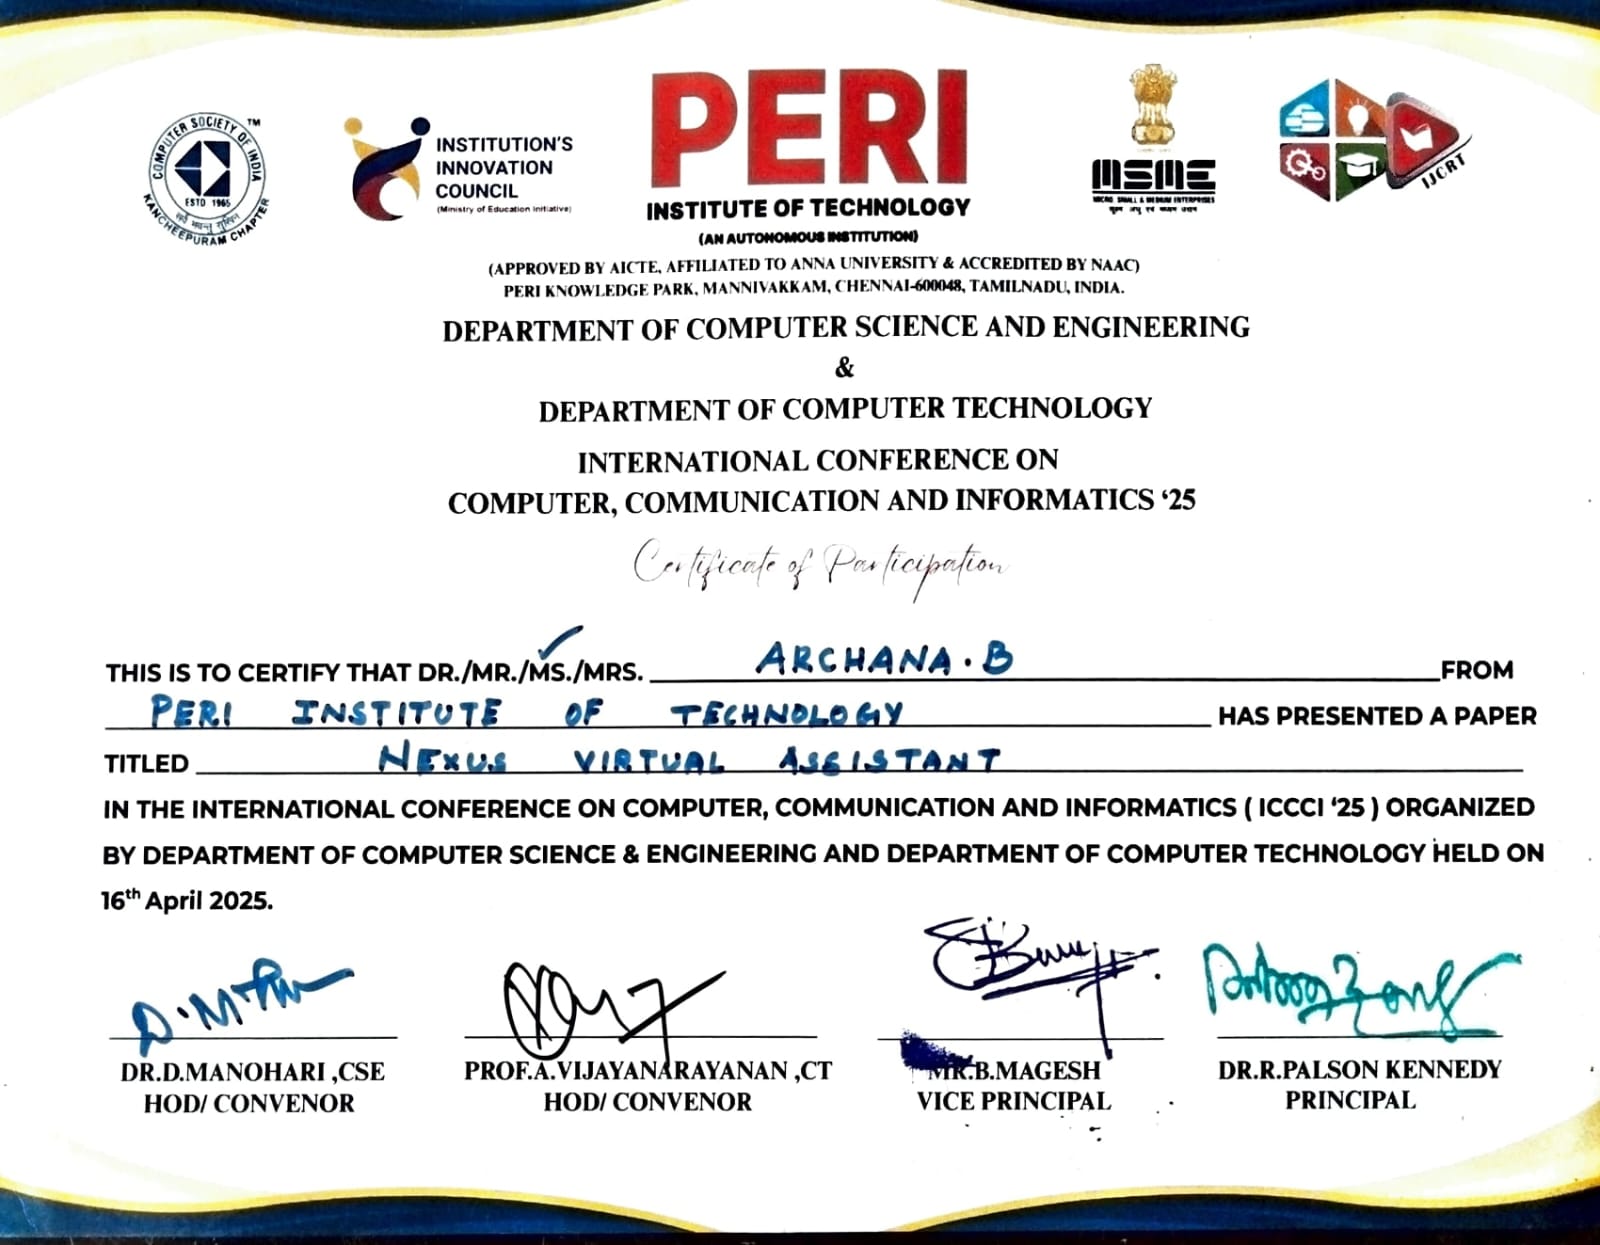 COMPUTER SOCIETY OF INDIA
ESTD 1965
KANCHEEPURAM CHAPTER
TM
INSTITUTION'S
INNOVATION
COUNCIL
(Ministry of Education Initiative)
PERI
INSTITUTE OF TECHNOLOGY
(AN AUTONOMOUS INSTITUTION)
MSME
MICRO SMALL & MEDIUM ENTERPRISES
IJCRT
(APPROVED BY AICTE, AFFILIATED TO ANNA UNIVERSITY & ACCREDITED BY NAAC)
PERI KNOWLEDGE PARK, MANNIVAKKAM, CHENNAI-600048, TAMILNADU, INDIA.
DEPARTMENT OF COMPUTER SCIENCE AND ENGINEERING
&
DEPARTMENT OF COMPUTER TECHNOLOGY
INTERNATIONAL CONFERENCE ON
COMPUTER, COMMUNICATION AND INFORMATICS ‘25
Certificate of Participation
THIS IS TO CERTIFY THAT DR./MR./MS./MRS. ARCHANA.B FROM
PERI INSTITUTE OF TECHNOLOGY HAS PRESENTED A PAPER
TITLED NEXUS VIRTUAL ASSISTANT
IN THE INTERNATIONAL CONFERENCE ON COMPUTER, COMMUNICATION AND INFORMATICS ( ICCCI ‘25 ) ORGANIZED
BY DEPARTMENT OF COMPUTER SCIENCE & ENGINEERING AND DEPARTMENT OF COMPUTER TECHNOLOGY HELD ON
16th April 2025.
DR.D.MANOHARI ,CSE
HOD/ CONVENOR
PROF.A.VIJAYANARAYANAN ,CT
HOD/ CONVENOR
MR.B.MAGESH
VICE PRINCIPAL
DR.R.PALSON KENNEDY
PRINCIPAL